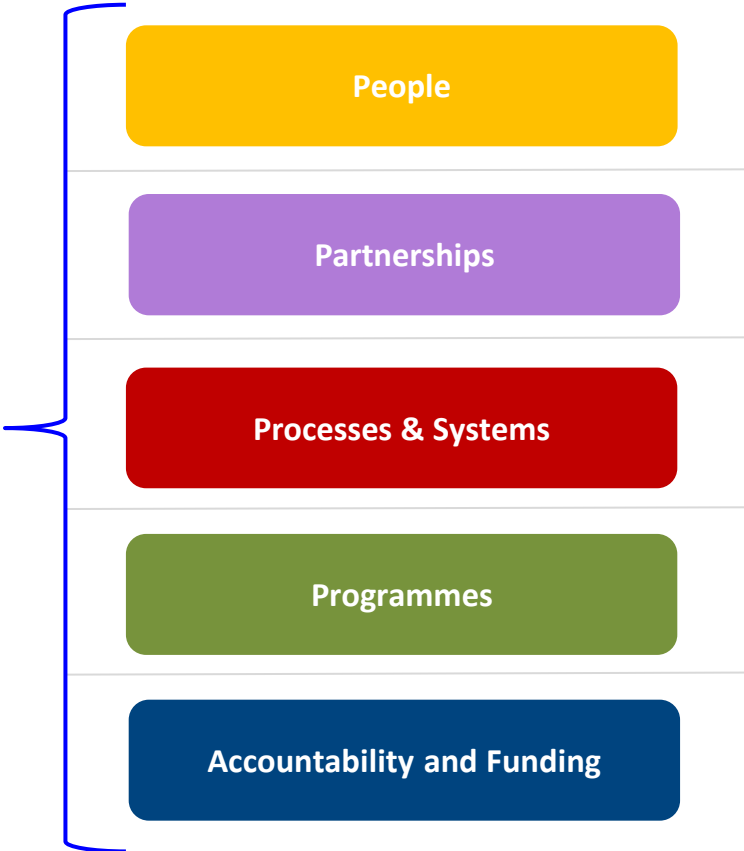 People
Partnerships
Processes & Systems
Programmes
Accountability and Funding